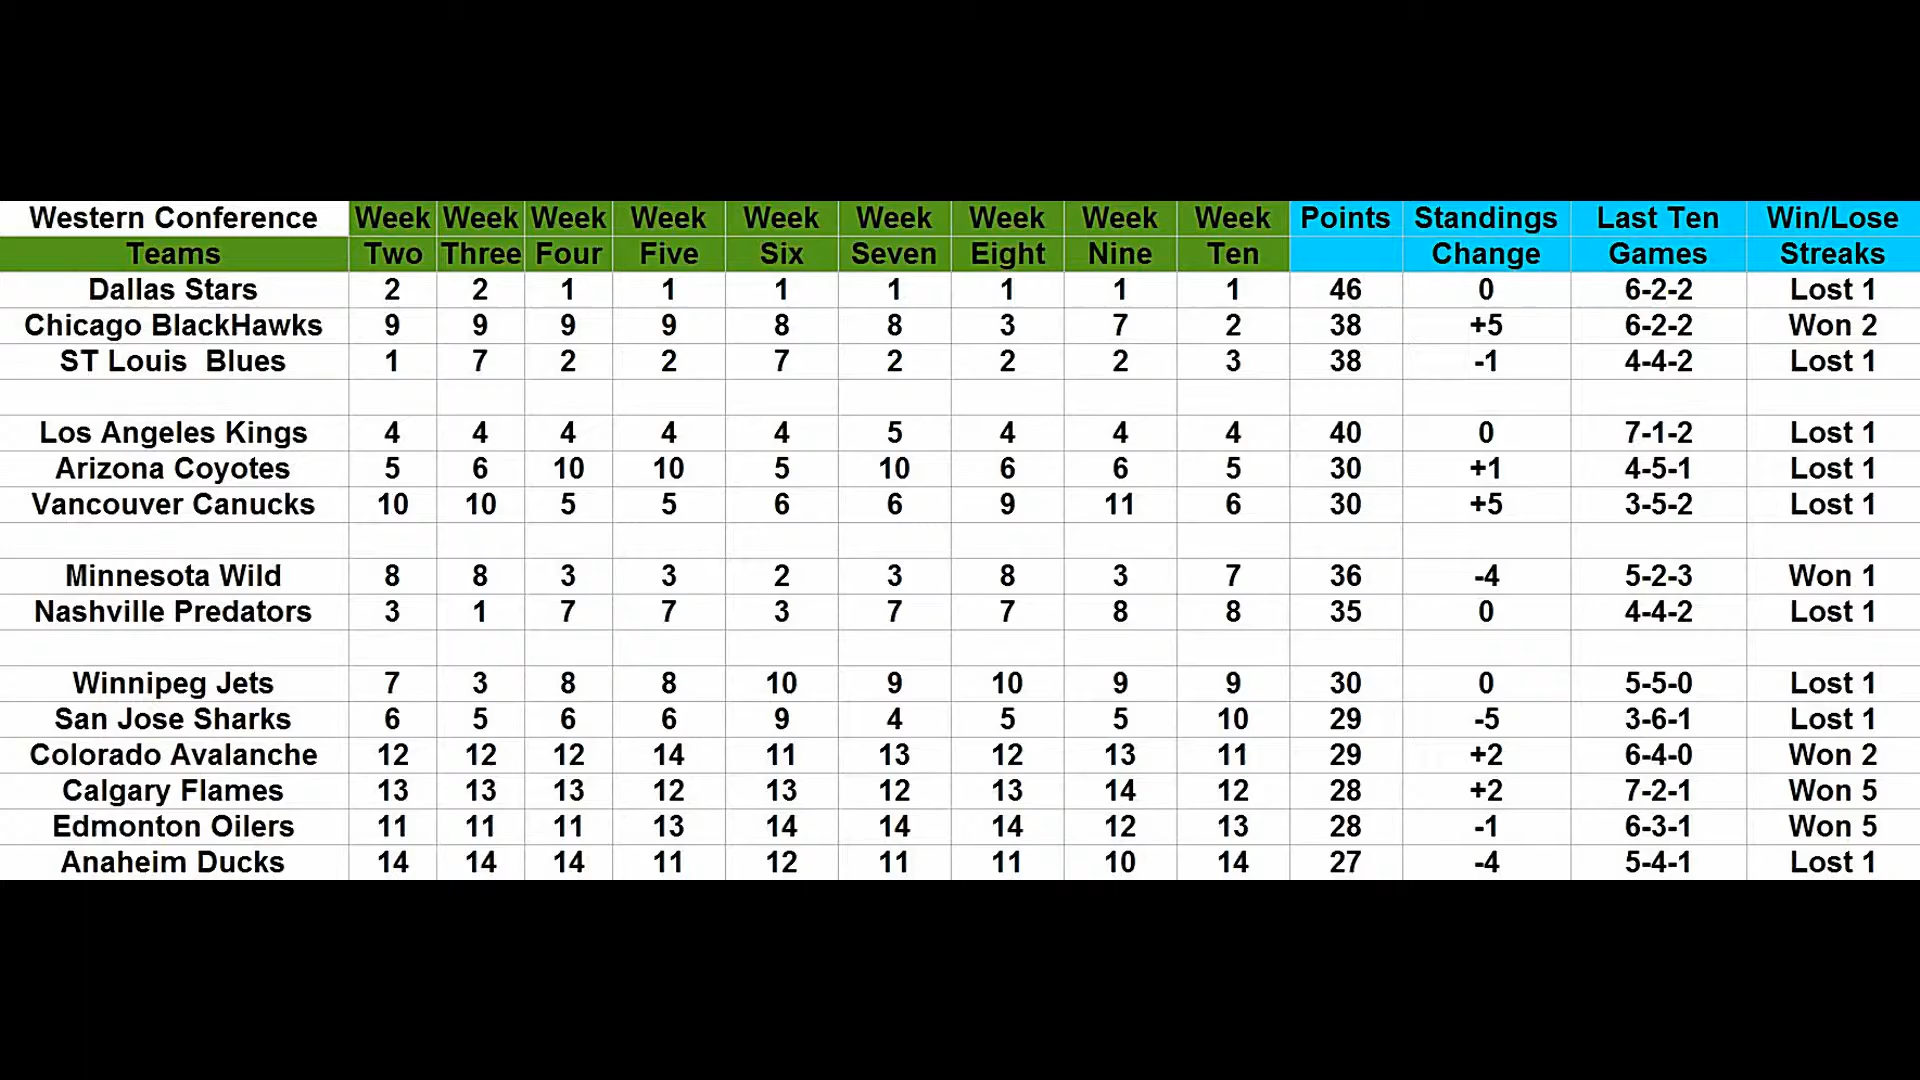 Western Conference Week Week Week Week Week Week Week Week Week Points Standings Last Ten Win/Lose
Teams Two Three Four Five Six Seven Eight Nine Ten Change Games Streaks
Dallas Stars 2 2 1 1 1 1 1 1 1 46 0 6-2-2 Lost 1
Chicago BlackHawks 9 9 9 9 8 8 3 7 2 38 +5 6-2-2 Won 2
ST Louis Blues 1 7 2 2 7 2 2 2 3 38 -1 4-4-2 Lost 1
Los Angeles Kings 4 4 4 4 4 5 4 4 4 40 0 7-1-2 Lost 1
Arizona Coyotes 5 6 10 10 5 10 6 6 5 30 +1 4-5-1 Lost 1
Vancouver Canucks 10 10 5 5 6 6 9 11 6 30 +5 3-5-2 Lost 1
Minnesota Wild 8 8 3 3 2 3 8 3 7 36 -4 5-2-3 Won 1
Nashville Predators 3 1 7 7 3 7 7 8 8 35 0 4-4-2 Lost 1
Winnipeg Jets 7 3 8 8 10 9 10 9 9 30 0 5-5-0 Lost 1
San Jose Sharks 6 5 6 6 9 4 5 5 10 29 -5 3-6-1 Lost 1
Colorado Avalanche 12 12 12 14 11 13 12 13 11 29 +2 6-4-0 Won 2
Calgary Flames 13 13 13 12 13 12 13 14 12 28 +2 7-2-1 Won 5
Edmonton Oilers 11 11 11 13 14 14 14 12 13 28 -1 6-3-1 Won 5
Anaheim Ducks 14 14 14 11 12 11 11 10 14 27 -4 5-4-1 Lost 1